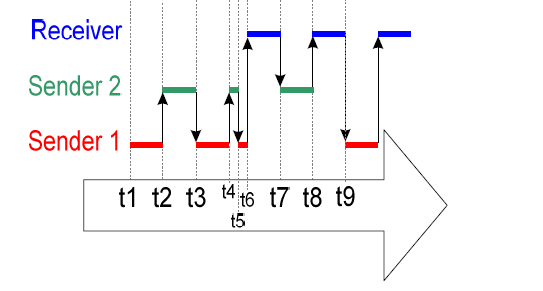 Receiver
Sender 2
Sender 1
t1 t2 t3 t4 t5 t6 t7 t8 t9